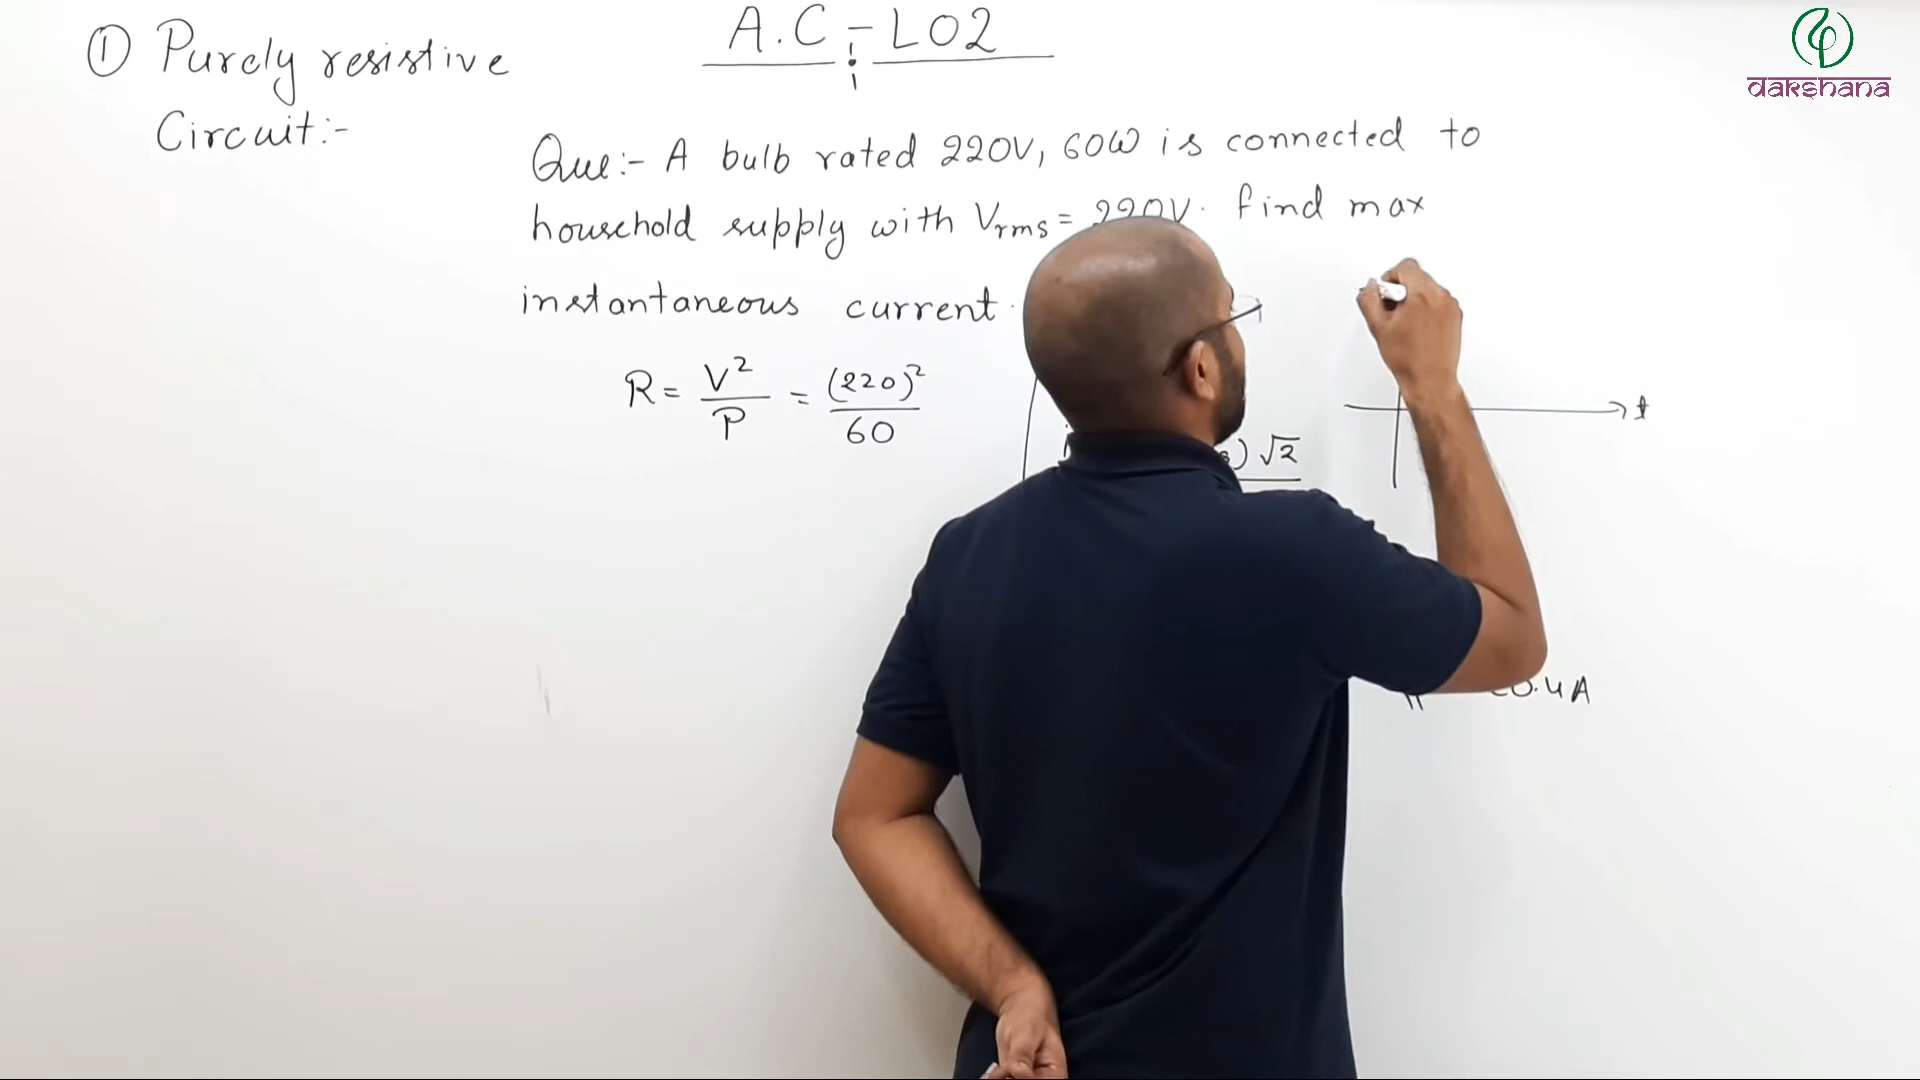 A.C:- L02
dakshana
① Purely resistive
Circuit:-
Que:- A bulb rated 220V, 60W is connected to
household supply with Vrms = 220V. find max
instantaneous current.
R = V²/P = (220)²/60
) √2
t
0.4A